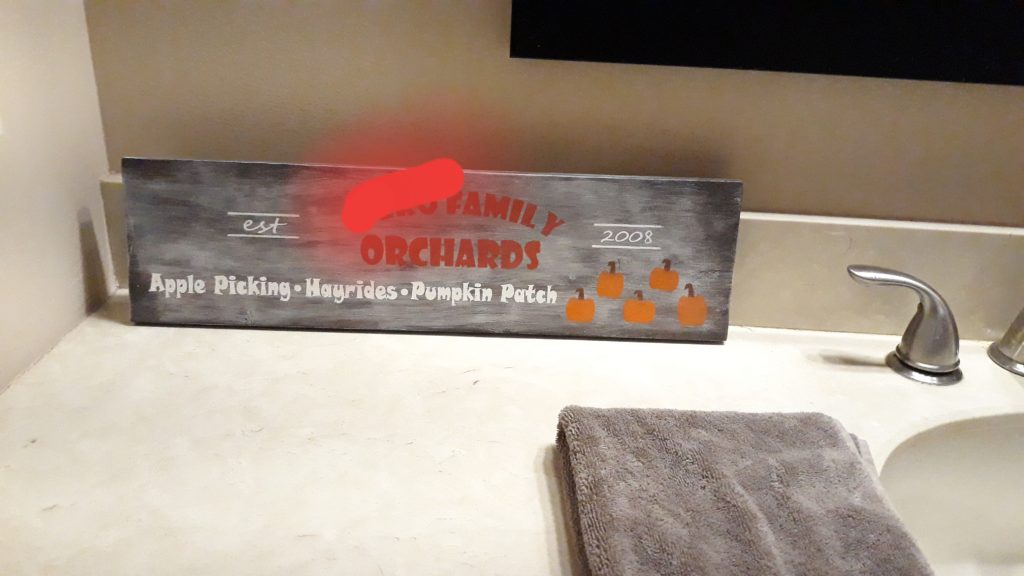 est
FAMILY
ORCHARDS
2008
Apple Picking • Hayrides • Pumpkin Patch